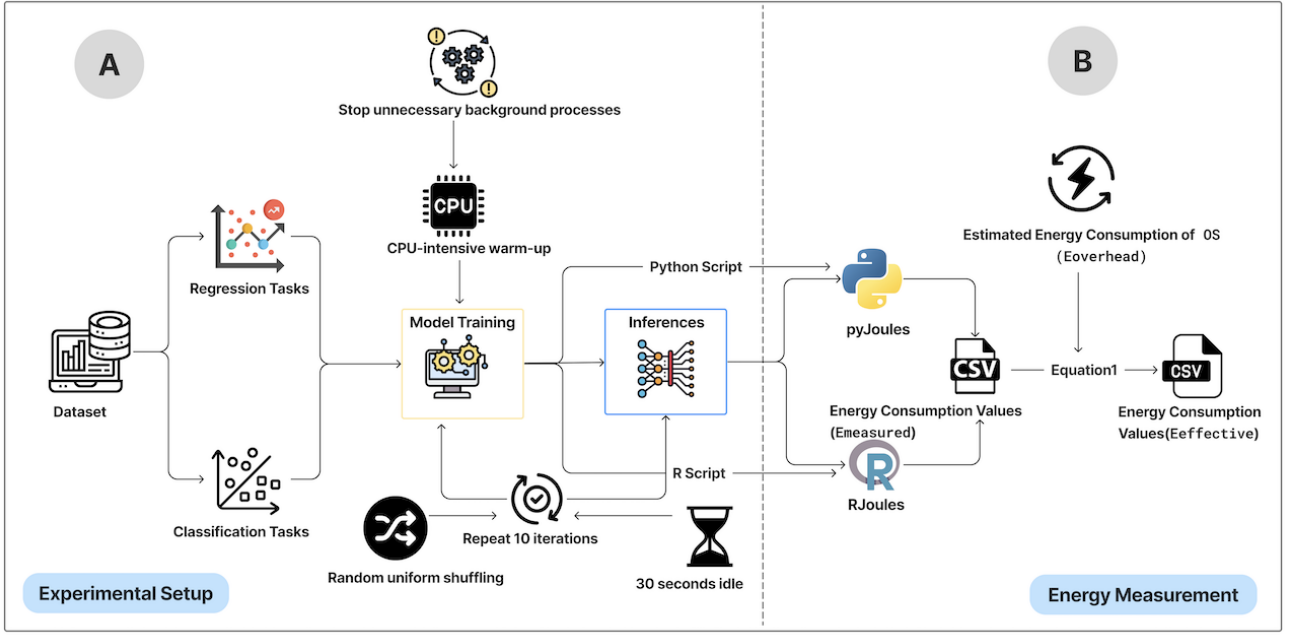 A
B
Stop unnecessary background processes
CPU
CPU-intensive warm-up
Estimated Energy Consumption of OS
(Eoverhead)
Regression Tasks
Python Script
Model Training
Inferences
pyJoules
Dataset
CSV
Equation1
CSV
Energy Consumption Values
(Emeasured)
Energy Consumption
Values(Eeffective)
R Script
R
RJoules
Classification Tasks
Repeat 10 iterations
Random uniform shuffling
30 seconds idle
Experimental Setup
Energy Measurement